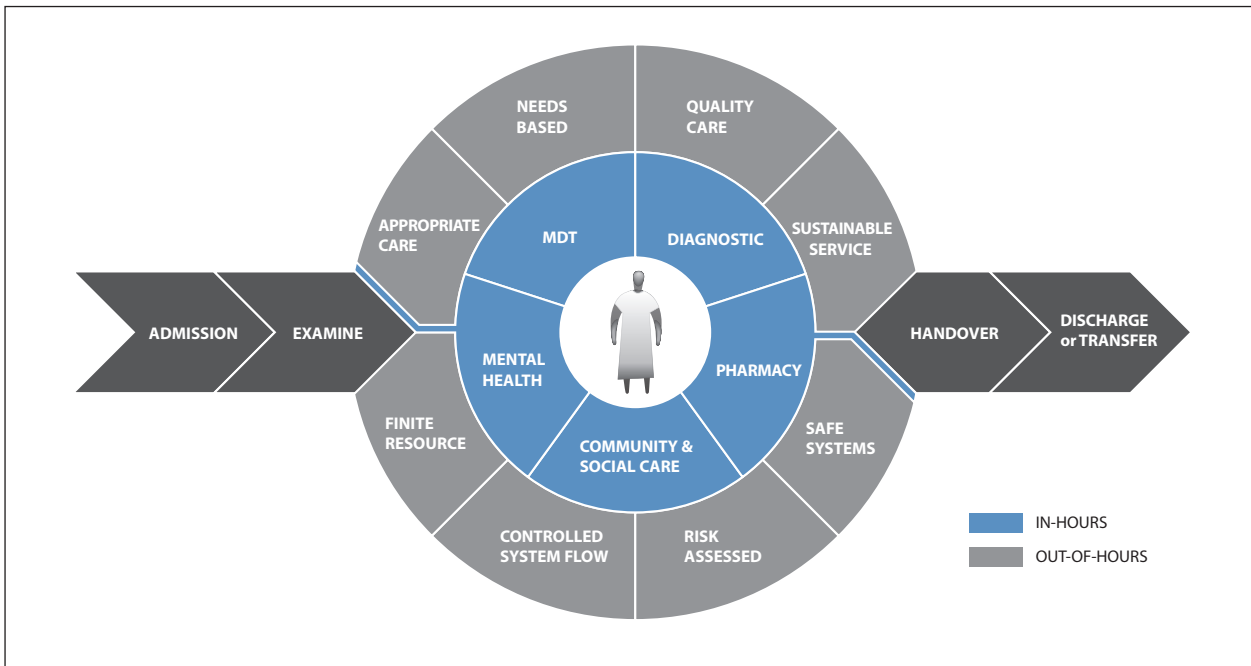 NEEDS
BASED
QUALITY
CARE
APPROPRIATE
CARE
SUSTAINABLE
SERVICE
MDT
DIAGNOSTIC
ADMISSION
EXAMINE
HANDOVER
DISCHARGE
or TRANSFER
MENTAL
HEALTH
PHARMACY
FINITE
RESOURCE
COMMUNITY &
SOCIAL CARE
SAFE
SYSTEMS
CONTROLLED
SYSTEM FLOW
RISK
ASSESSED
IN-HOURS
OUT-OF-HOURS